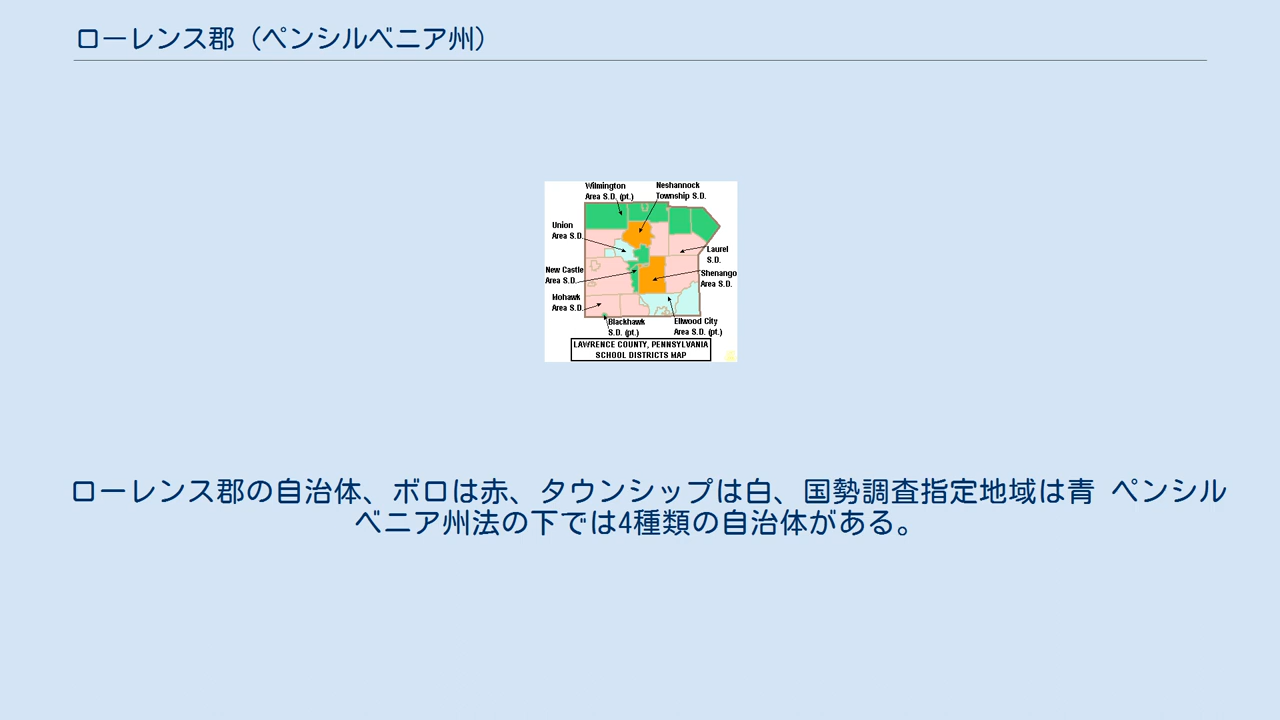 ローレンス郡（ペンシルベニア州）
Wilmington
Area S.D. (pt.)
Neshannock
Township S.D.
Union
Area S.D.
Laurel
S.D.
New Castle
Area S.D.
Shenango
Area S.D.
Mohawk
Area S.D.
Blackhawk
S.D. (pt.)
Ellwood City
Area S.D. (pt.)
LAWRENCE COUNTY, PENNSYLVANIA
SCHOOL DISTRICTS MAP
ローレンス郡の自治体、ボロは赤、タウンシップは白、国勢調査指定地域は青 ペンシル
ベニア州法の下では4種類の自治体がある。